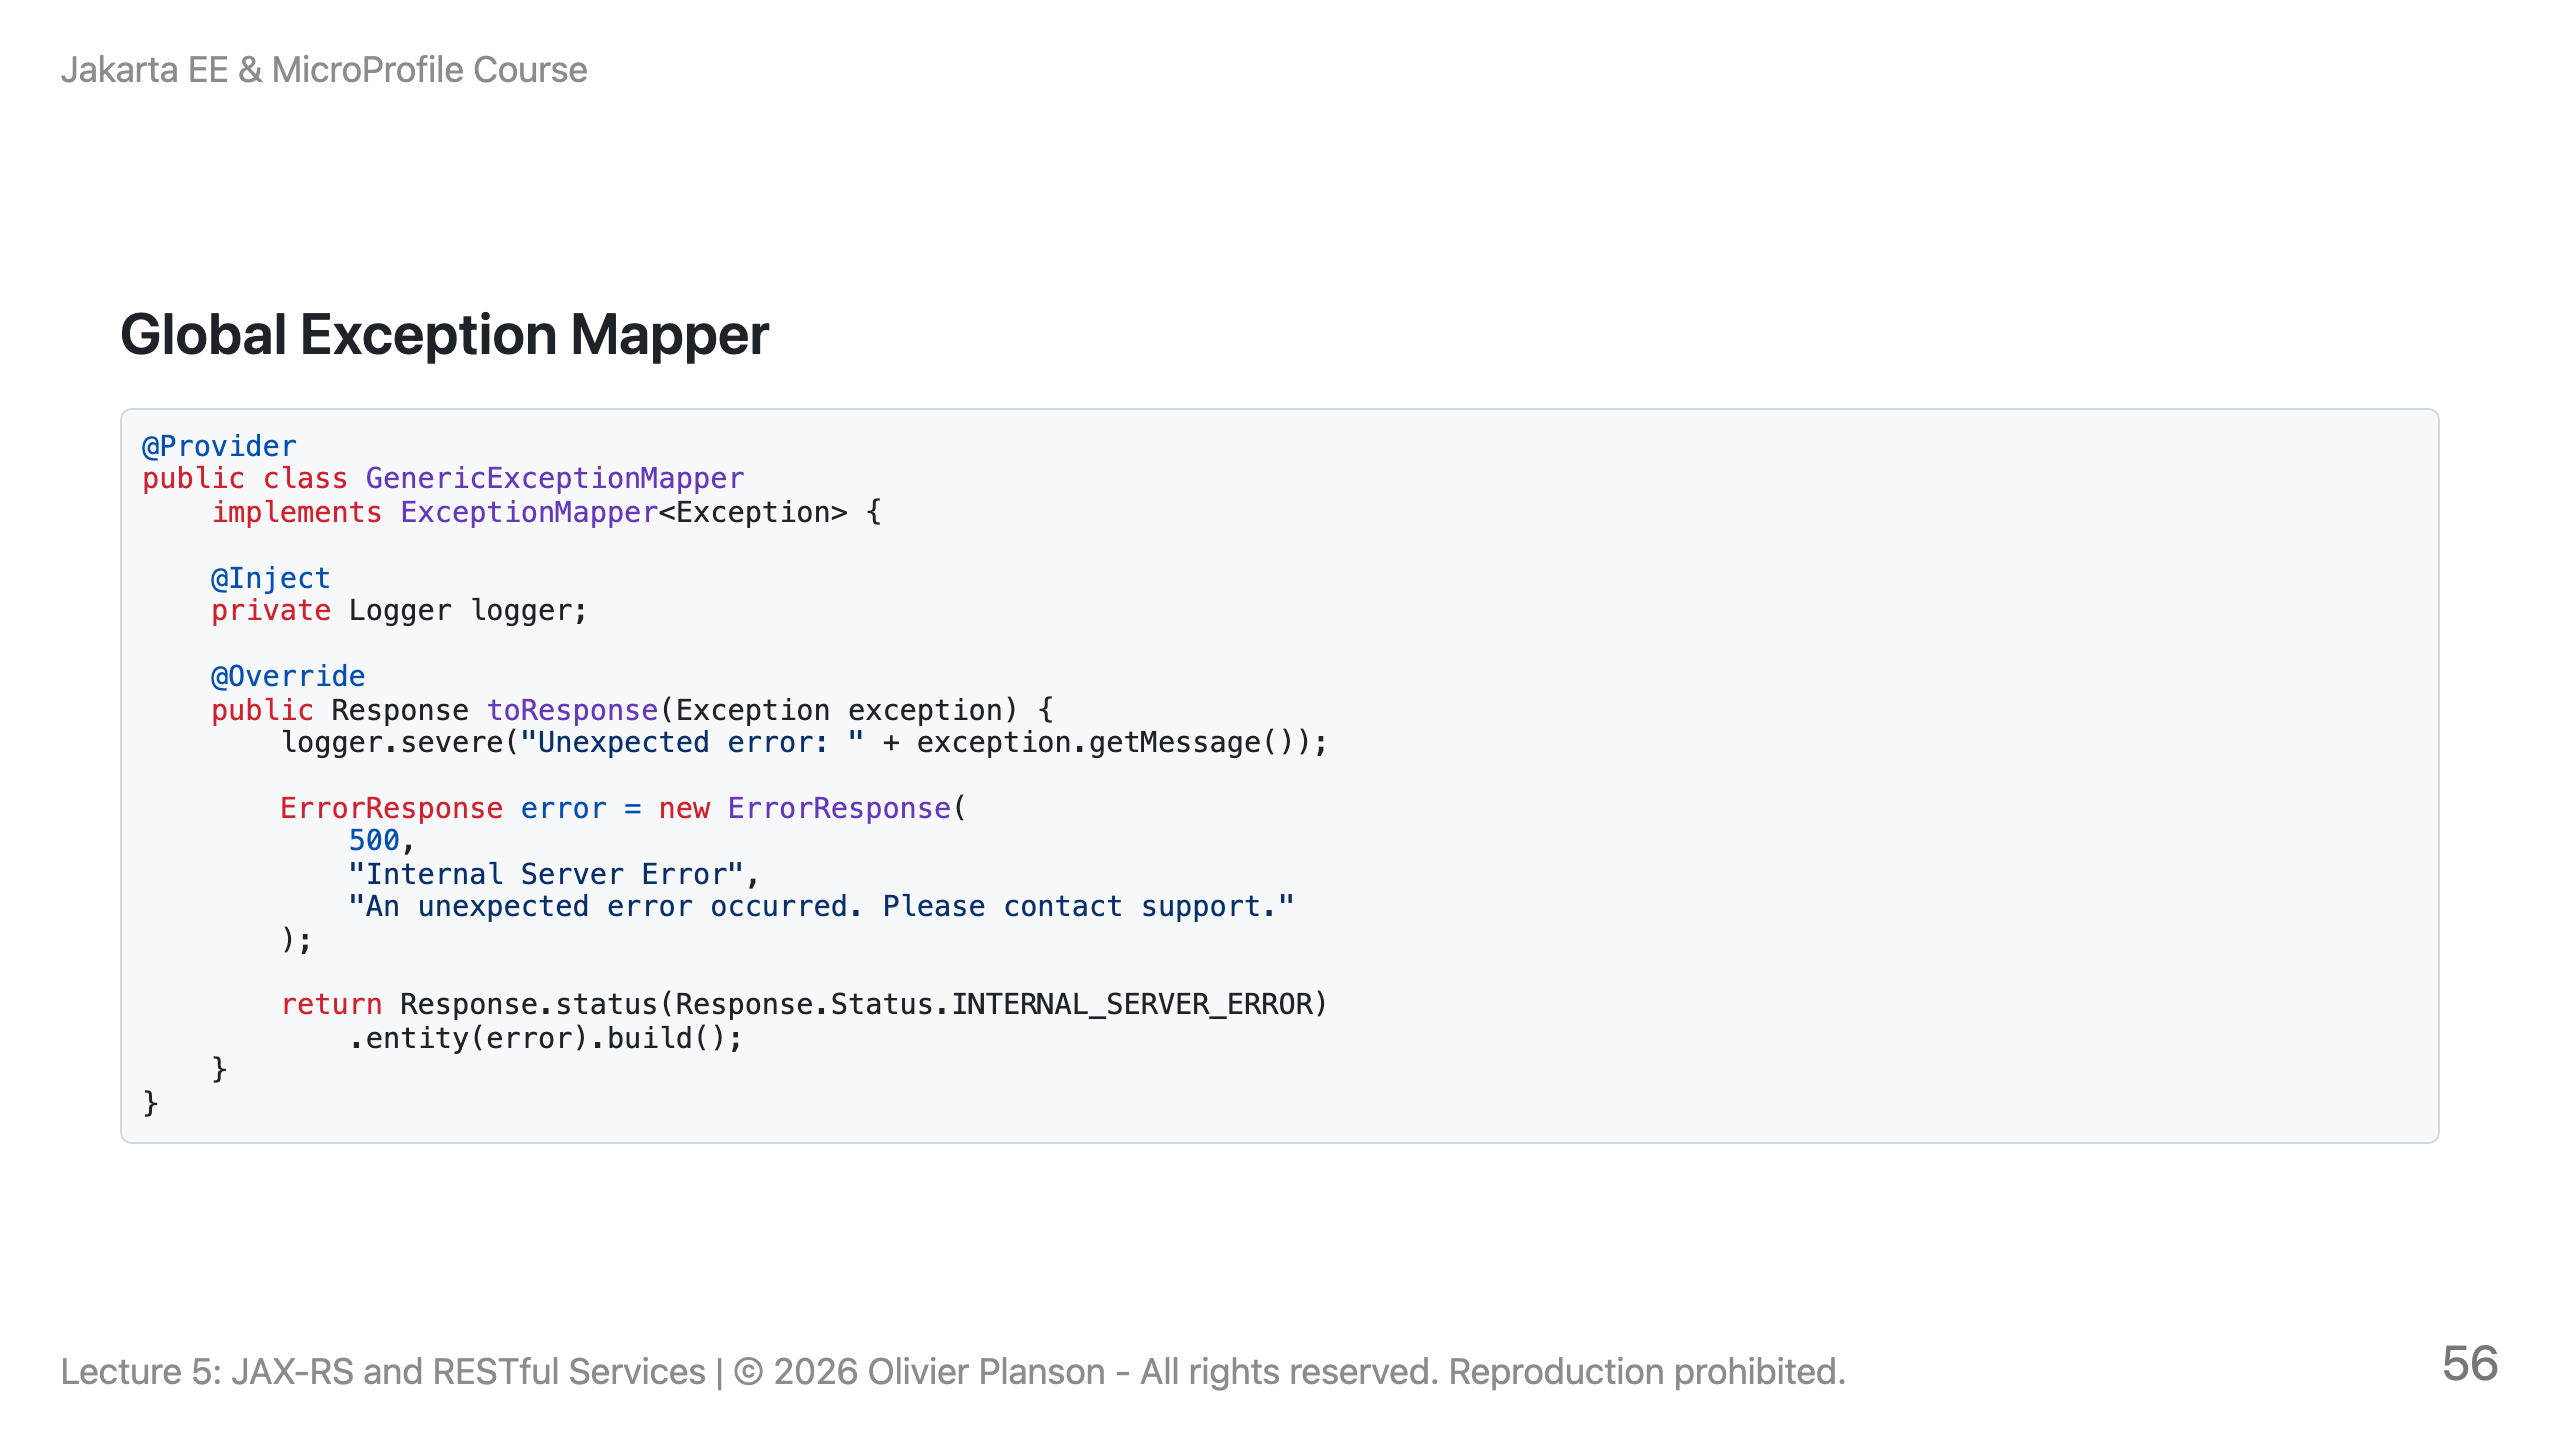 Jakarta EE & MicroProfile Course
Global Exception Mapper
@Provider
public class GenericExceptionMapper
    implements ExceptionMapper<Exception> {

    @Inject
    private Logger logger;

    @Override
    public Response toResponse(Exception exception) {
        logger.severe("Unexpected error: " + exception.getMessage());

        ErrorResponse error = new ErrorResponse(
            500,
            "Internal Server Error",
            "An unexpected error occurred. Please contact support."
        );

        return Response.status(Response.Status.INTERNAL_SERVER_ERROR)
            .entity(error).build();
    }
}
Lecture 5: JAX-RS and RESTful Services | © 2026 Olivier Planson - All rights reserved. Reproduction prohibited.
56